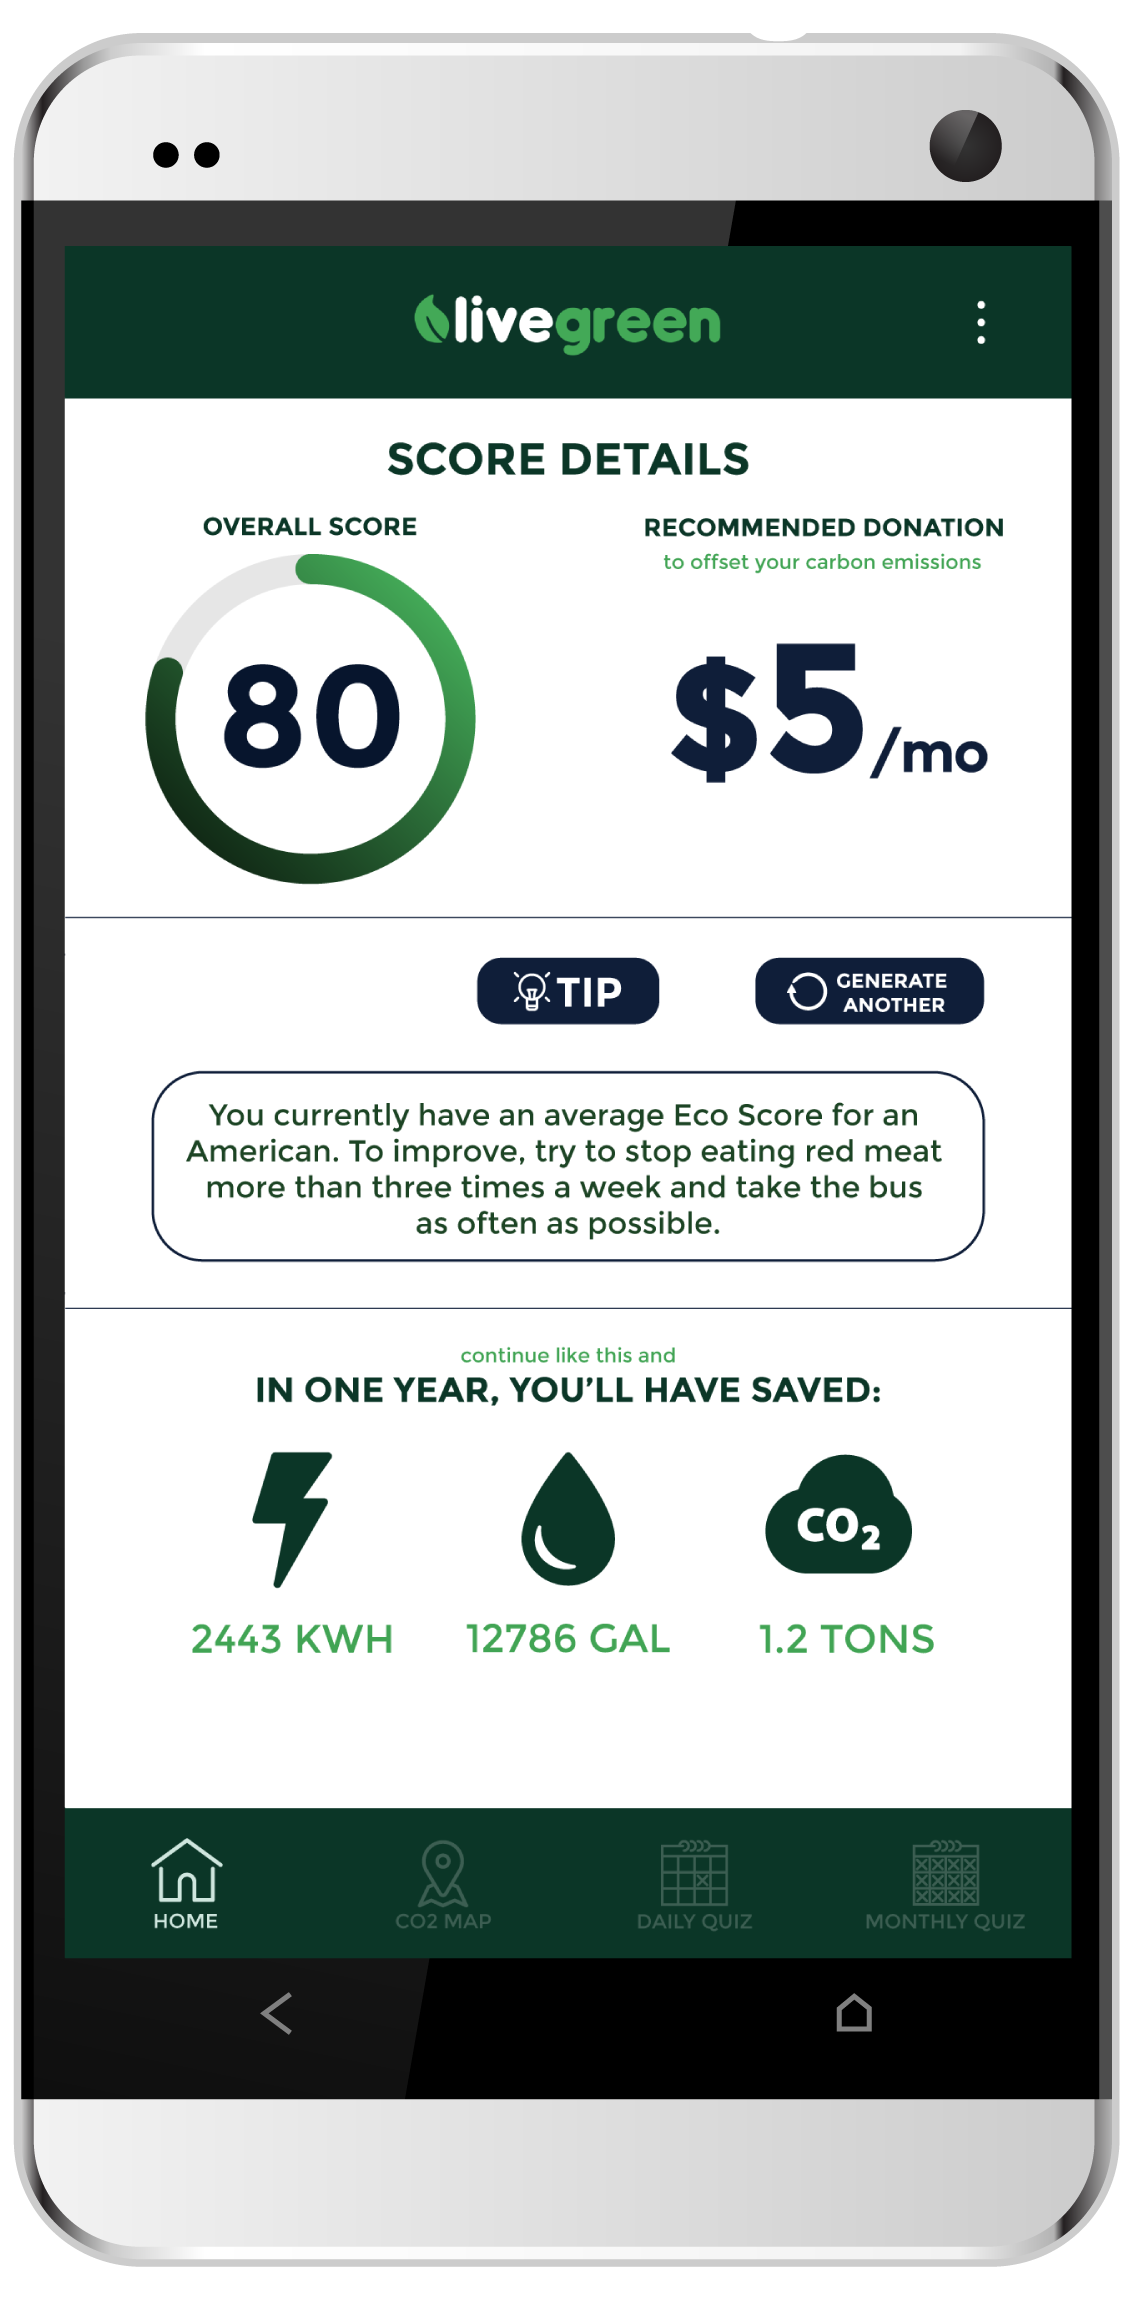 livegreen
SCORE DETAILS
OVERALL SCORE
80
RECOMMENDED DONATION
to offset your carbon emissions
$5/mo
TIP
GENERATE
ANOTHER
You currently have an average Eco Score for an
American. To improve, try to stop eating red meat
more than three times a week and take the bus
as often as possible.
continue like this and
IN ONE YEAR, YOU'LL HAVE SAVED:
CO₂
2443 KWH
12786 GAL
1.2 TONS
HOME
CO2 MAP
DAILY QUIZ
MONTHLY QUIZ